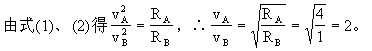 由式(1)、(2)得 v_A²/v_B² = R_A/R_B, ∴ v_A/v_B = √(R_A/R_B) = √(4/1) = 2。